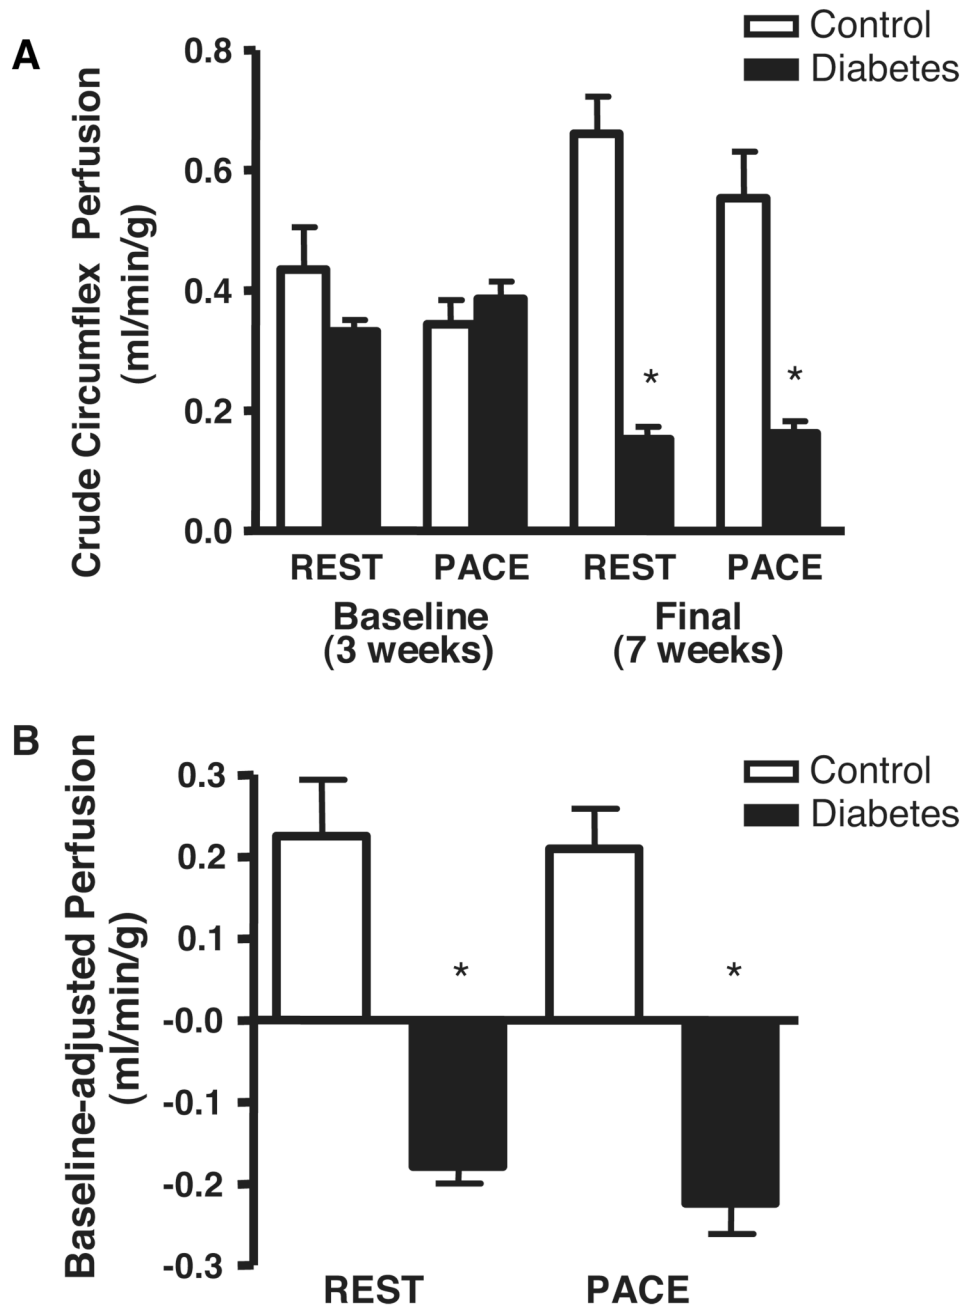 A
Control
Diabetes
Crude Circumflex Perfusion
(ml/min/g)
0.8
0.6
0.4
0.2
0.0
*
*
REST PACE REST PACE
Baseline Final
(3 weeks) (7 weeks)
B
Control
Diabetes
Baseline-adjusted Perfusion
(ml/min/g)
0.3
0.2
0.1
-0.0
-0.1
-0.2
-0.3
*
*
REST PACE